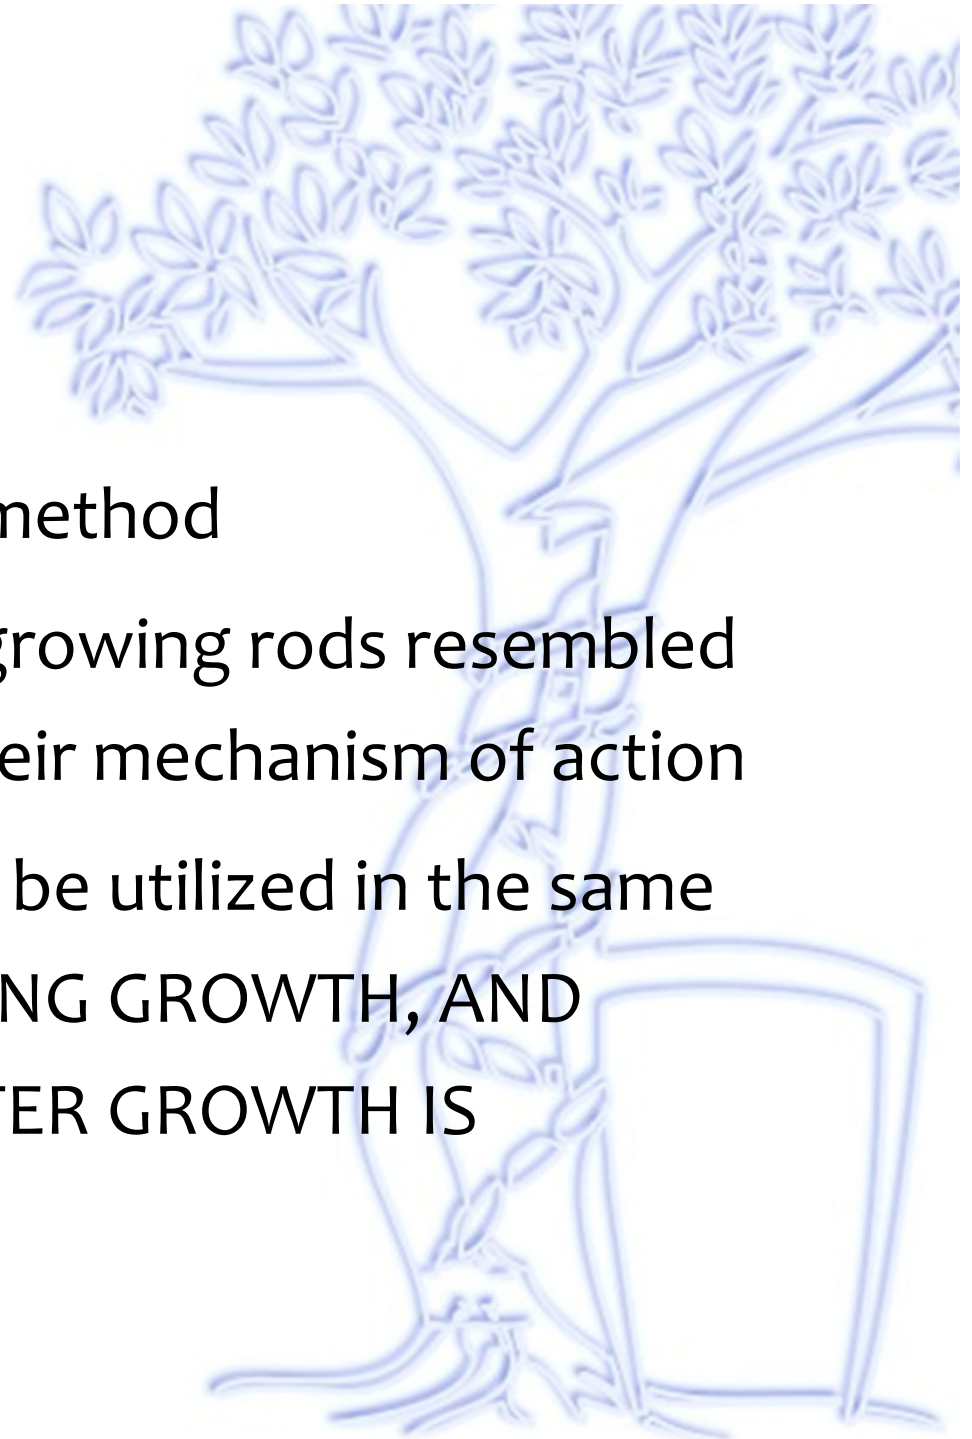 method
growing rods resembled
eir mechanism of action
be utilized in the same
NG GROWTH, AND
TER GROWTH IS